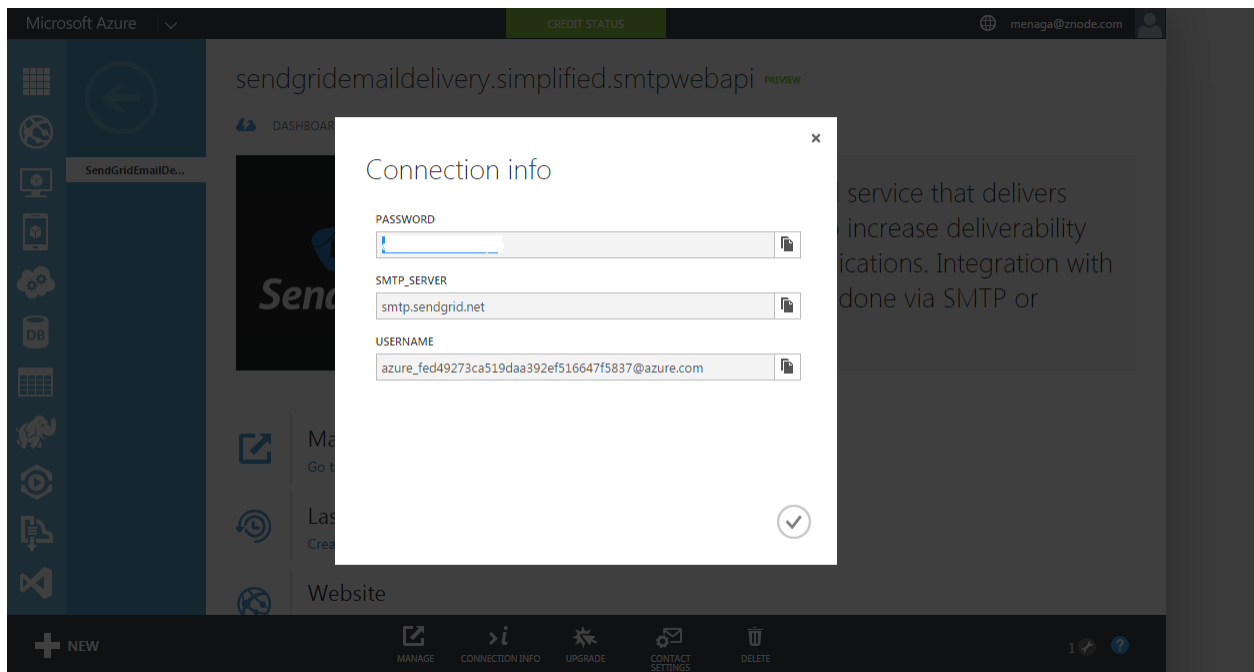 Microsoft Azure
CREDIT STATUS
menaga@znode.com
sendgridemaildelivery.simplified.smtpwebapi PREVIEW
DASHBOAR
SendGridEmailDe...
Connection info
PASSWORD
SMTP_SERVER
smtp.sendgrid.net
USERNAME
azure_fed49273ca519daa392ef516647f5837@azure.com
service that delivers
increase deliverability
ications. Integration with
done via SMTP or
Send
DB
Ma
Go t
Las
Crea
Website
NEW
MANAGE
CONNECTION INFO
UPGRADE
CONTACT
SETTINGS
DELETE
1
?